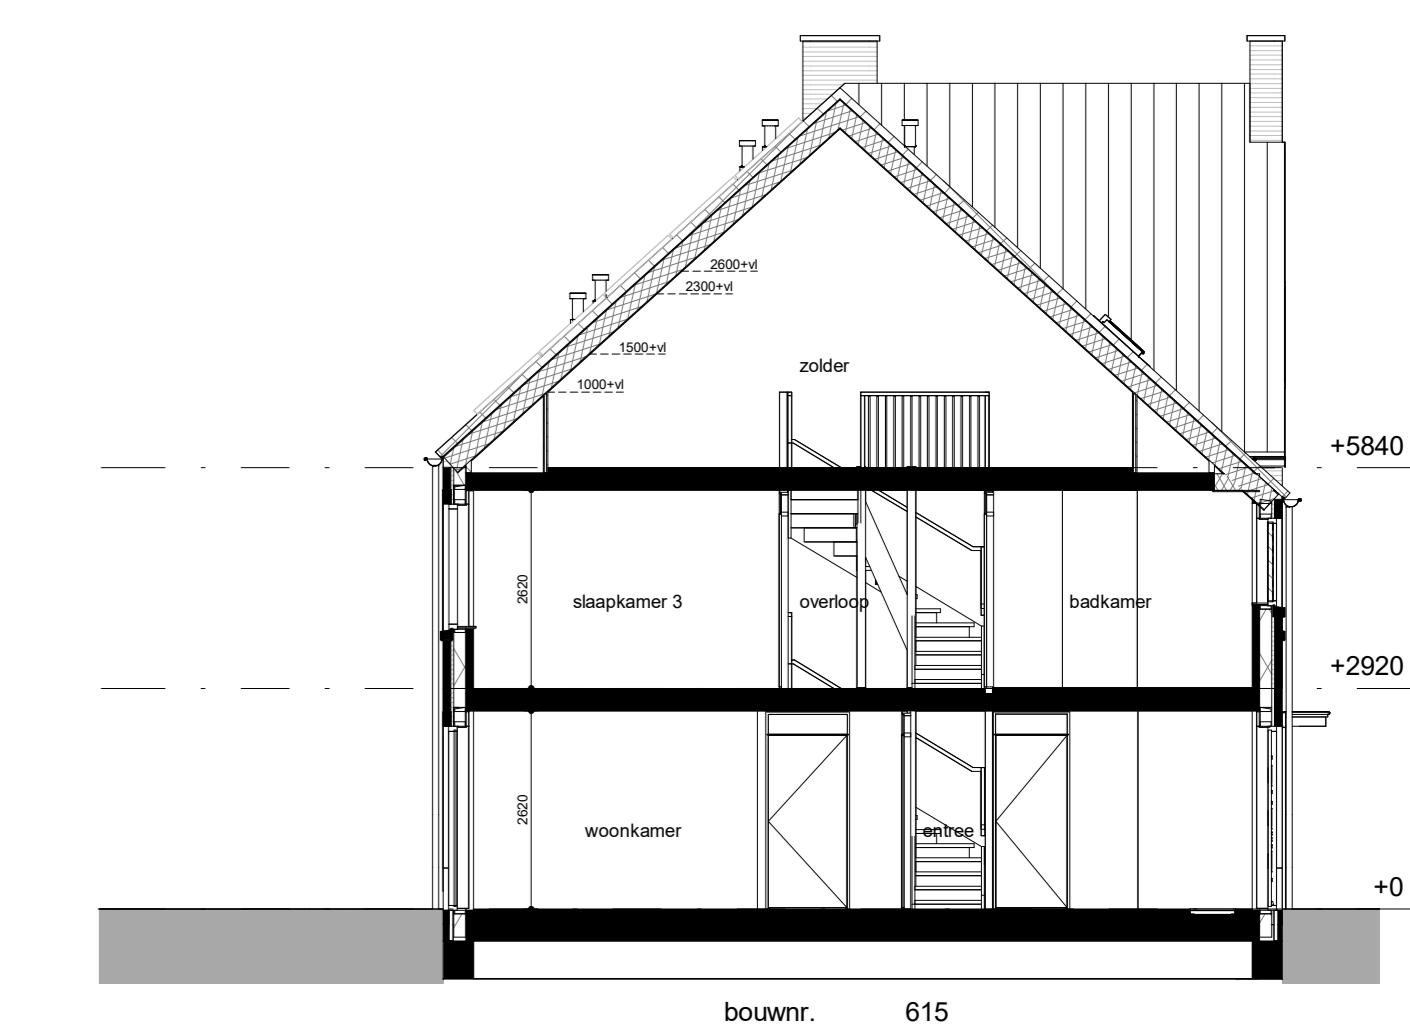 2600+vl
2300+vl
1500+vl
zolder
1000+vl
+5840
2620
slaapkamer 3
overloop
badkamer
+2920
2620
woonkamer
entree
+0
bouwnr. 615